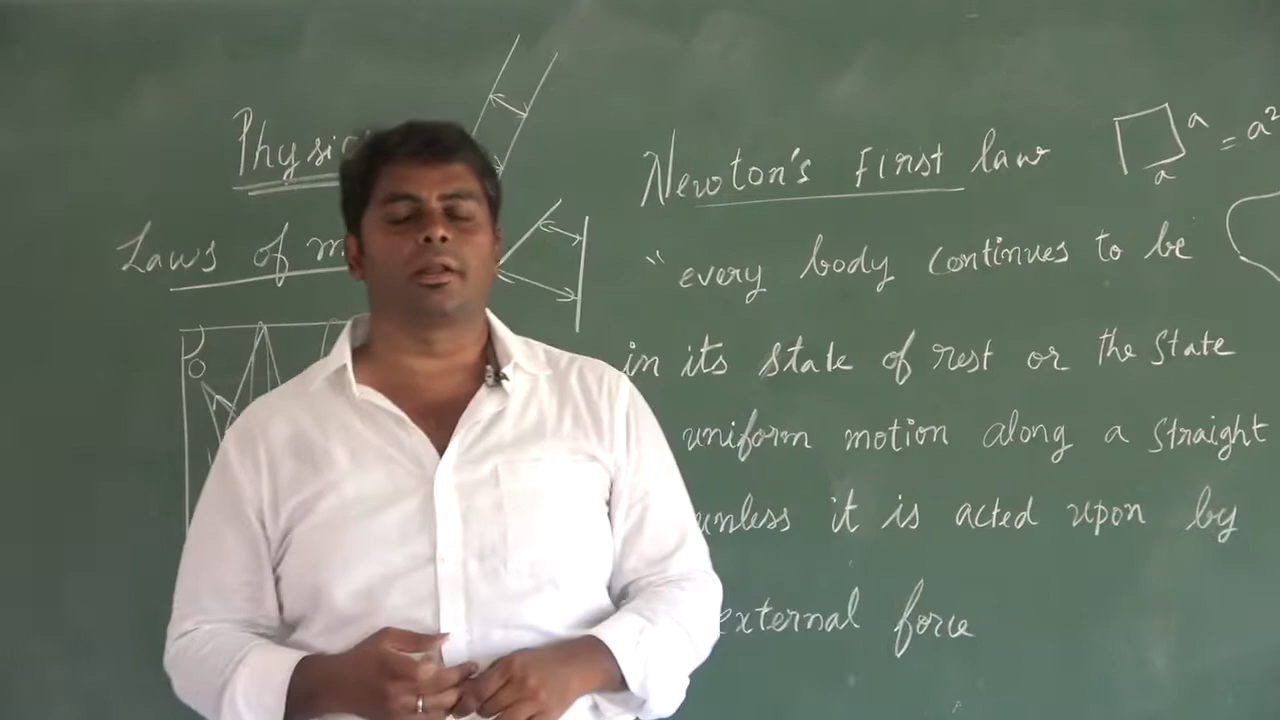 Physic
Laws of m
Newton's First law
a
= a²
a
"every body continues to be
in its state of rest or the state
uniform motion along a straight
unless it is acted upon by
external force